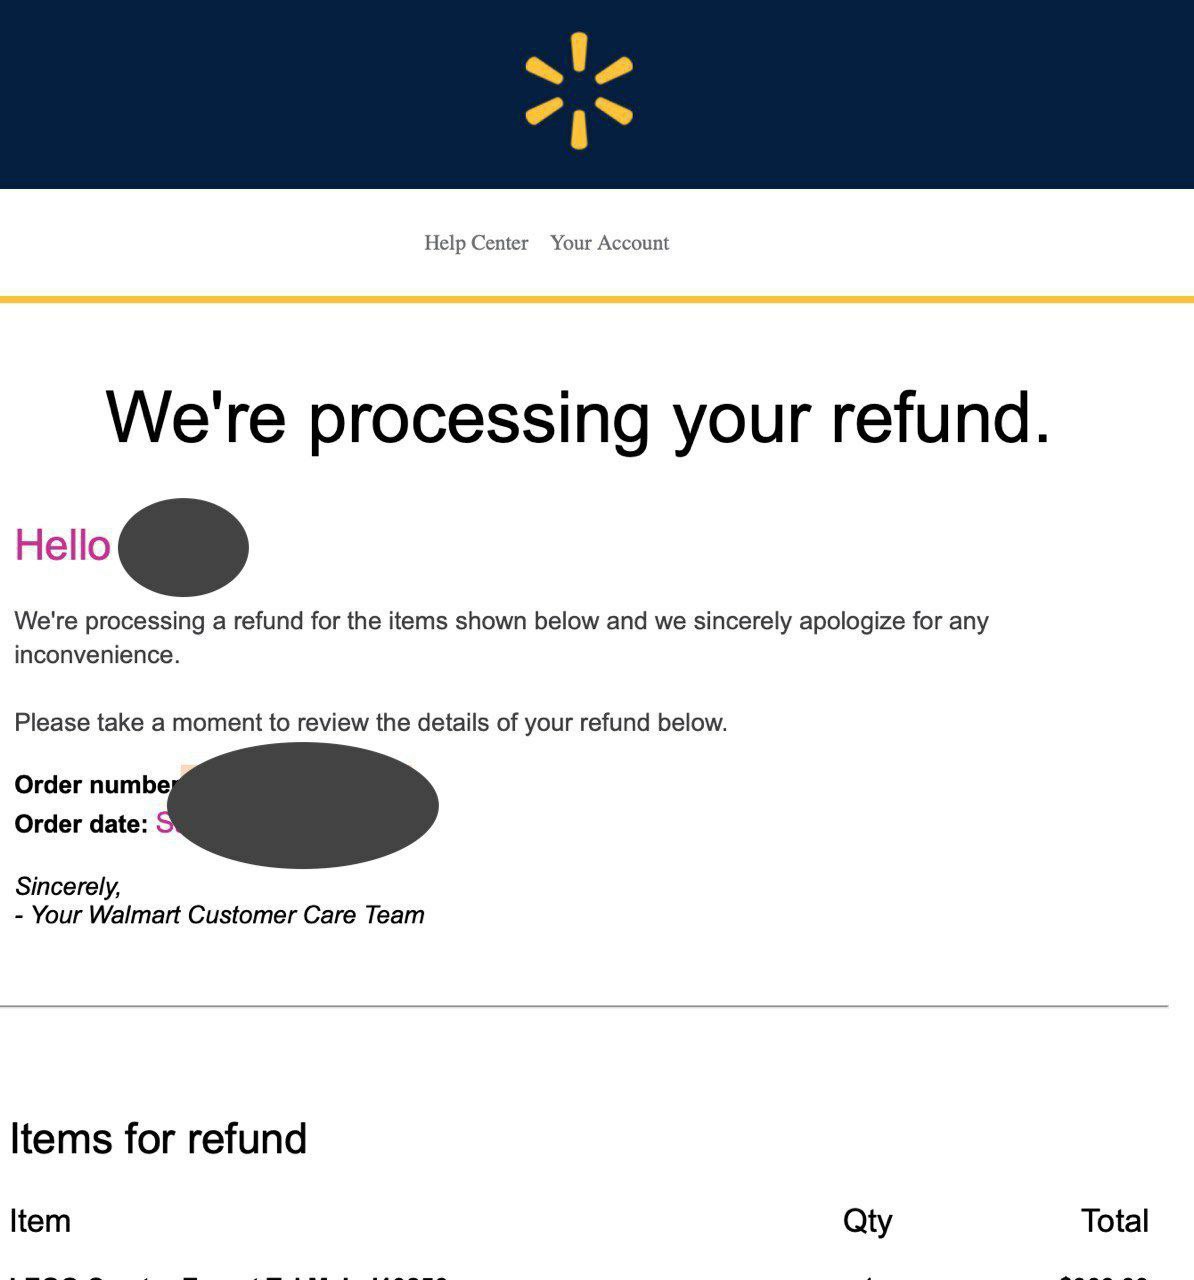 Help Center Your Account
We're processing your refund.
Hello
We're processing a refund for the items shown below and we sincerely apologize for any
inconvenience.
Please take a moment to review the details of your refund below.
Order number
Order date:
Sincerely,
- Your Walmart Customer Care Team
Items for refund
Item Qty Total